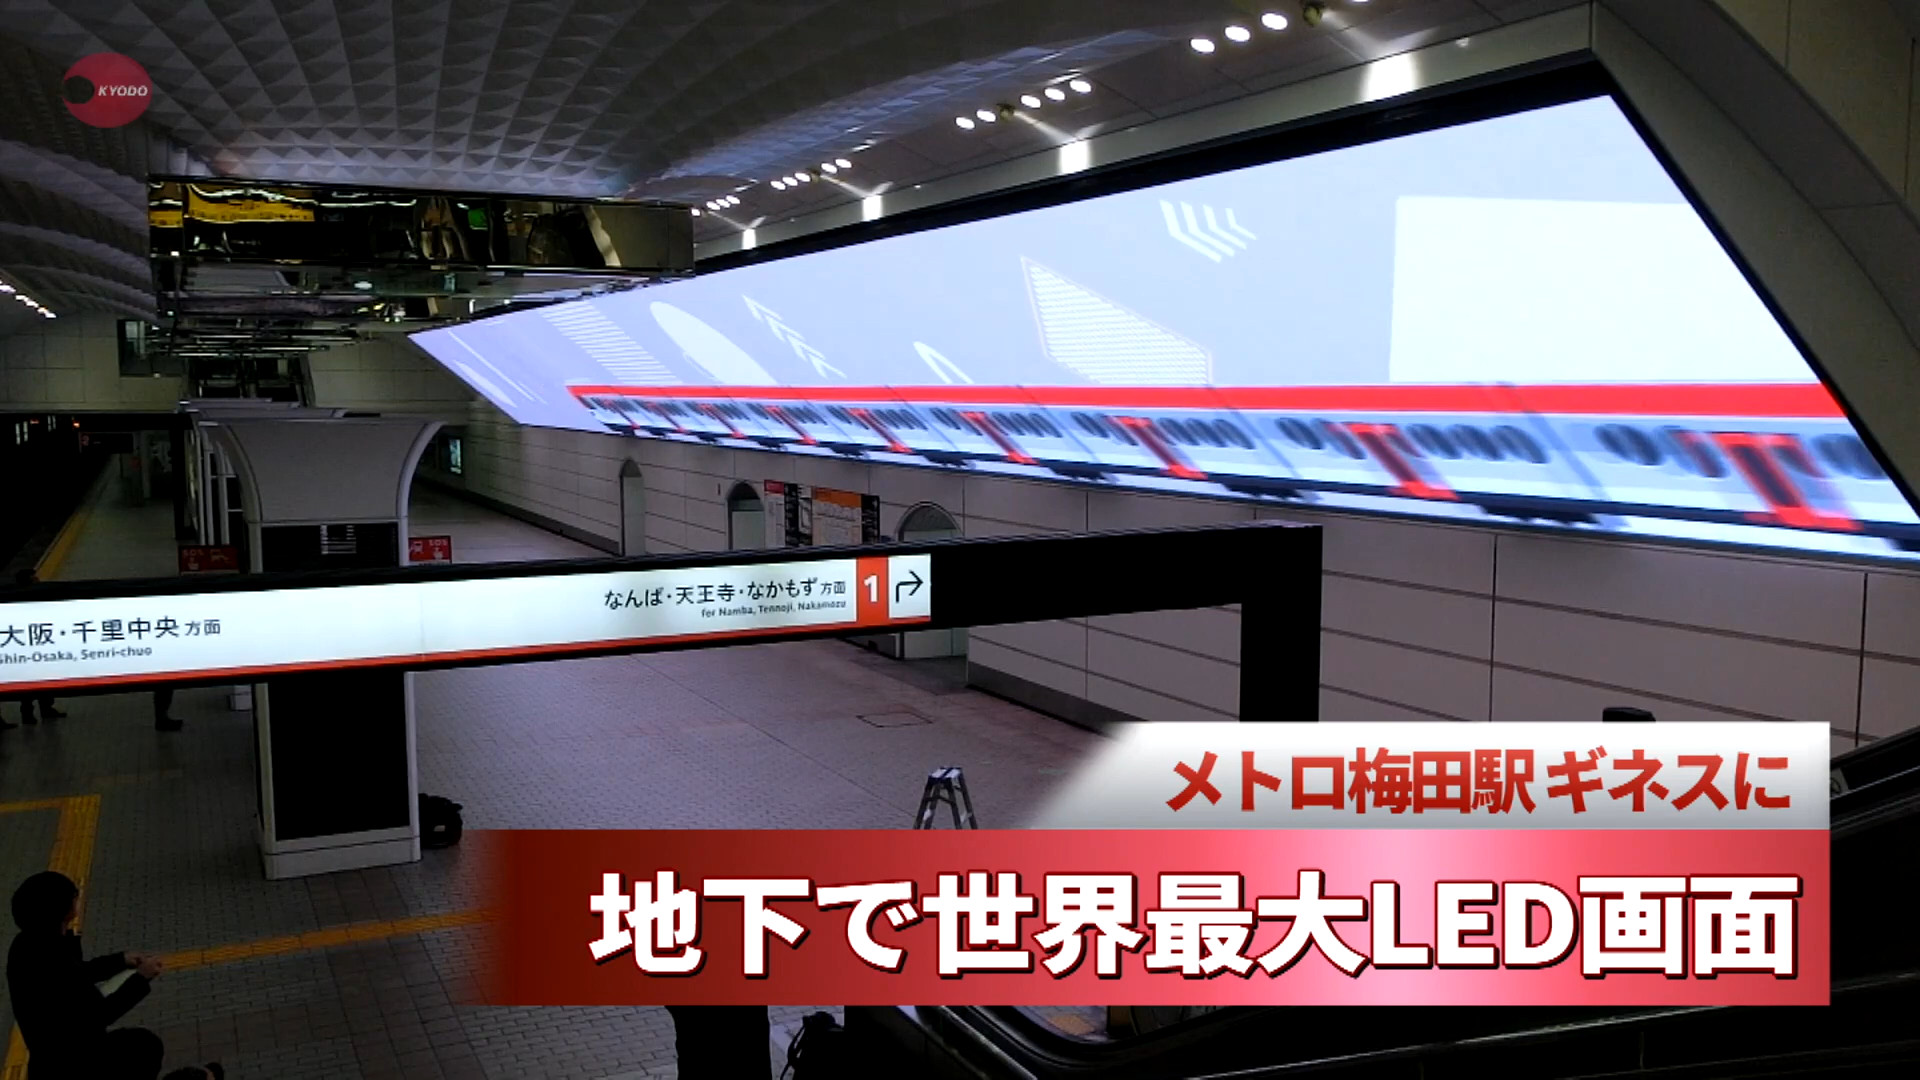 KYODO
なんば・天王寺・なかもず方面 1
for Namba, Tennoji, Nakamozu
大阪・千里中央方面
Shin-Osaka, Senri-chuo
SOS
SOS
メトロ梅田駅 ギネスに
地下で世界最大LED画面